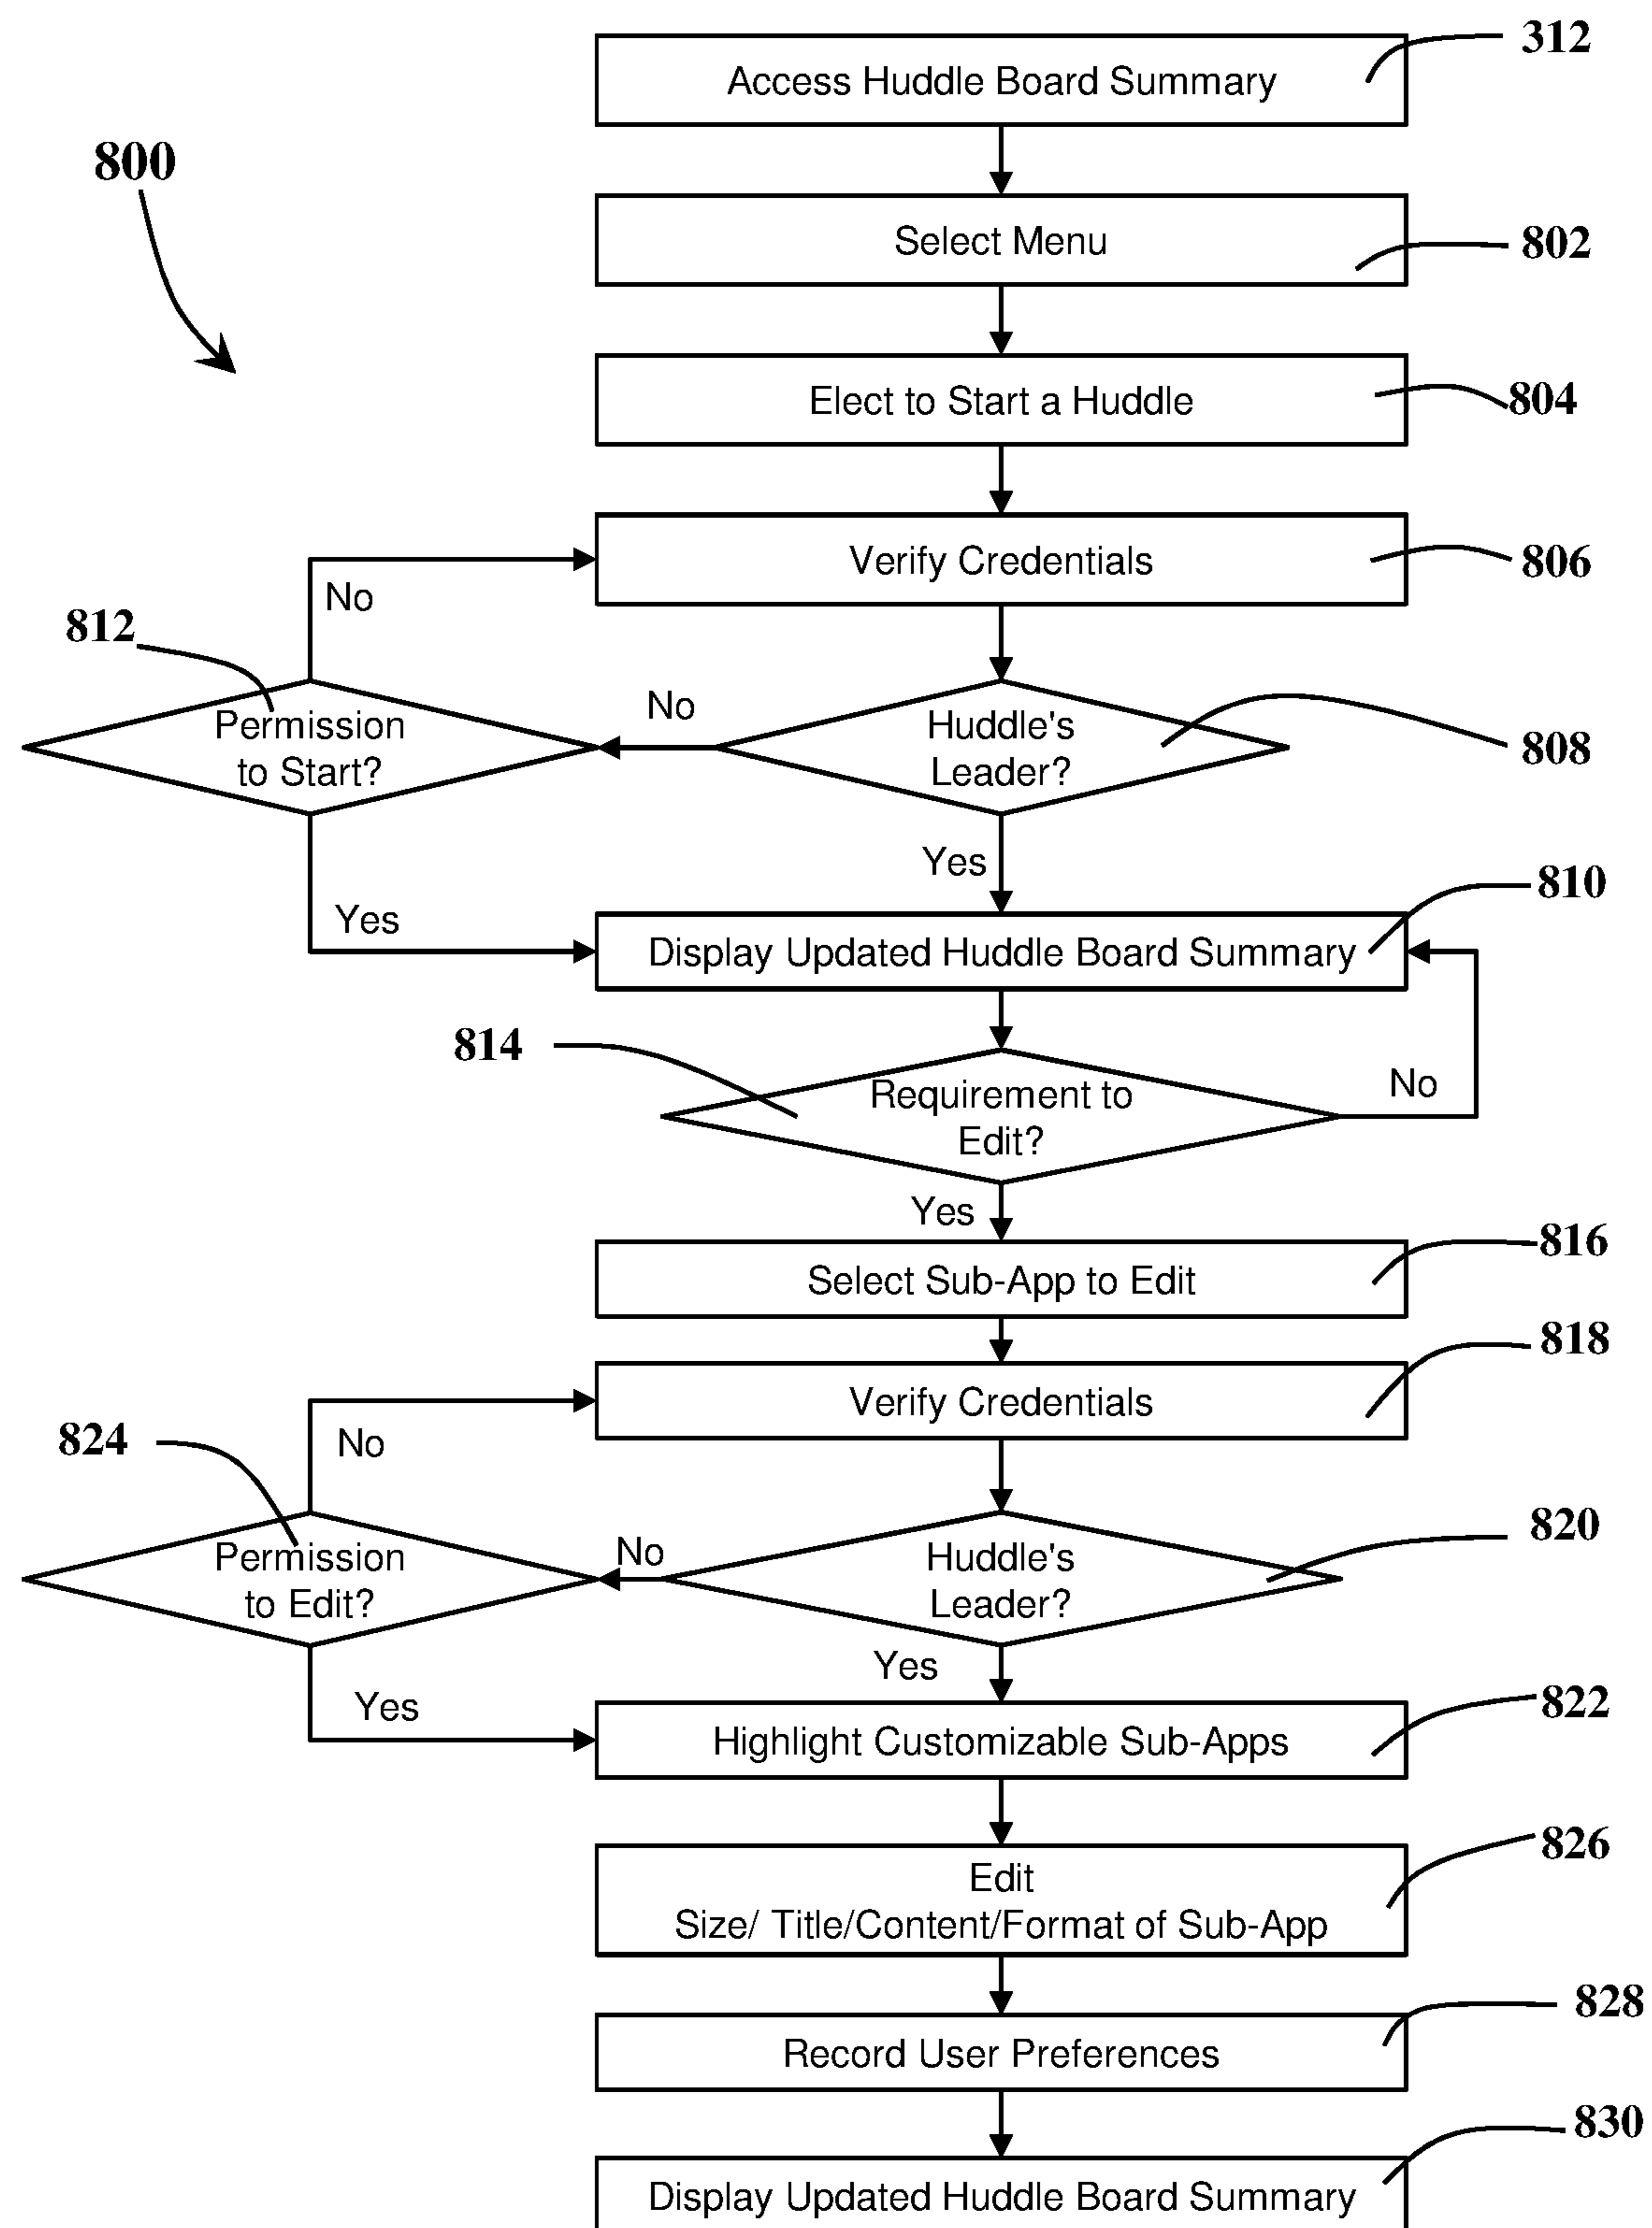 312
Access Huddle Board Summary
800
Select Menu
802
Elect to Start a Huddle
804
Verify Credentials
806
No
812
Permission
to Start?
No
Huddle's
Leader?
808
Yes
Yes
810
Display Updated Huddle Board Summary
814
Requirement to
Edit?
No
Yes
816
Select Sub-App to Edit
818
Verify Credentials
824
No
820
Permission
to Edit?
No
Huddle's
Leader?
Yes
Yes
822
Highlight Customizable Sub-Apps
826
Edit
Size/ Title/Content/Format of Sub-App
828
Record User Preferences
830
Display Updated Huddle Board Summary